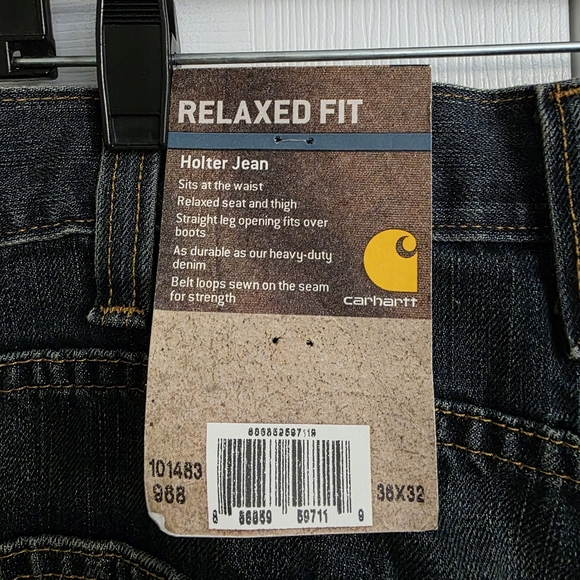 RELAXED FIT
Holter Jean
Sits at the waist
Relaxed seat and thigh
Straight leg opening fits over
boots
As durable as our heavy-duty
denim
Belt loops sewn on the seam
for strength
carhartt
101483
968
36X32